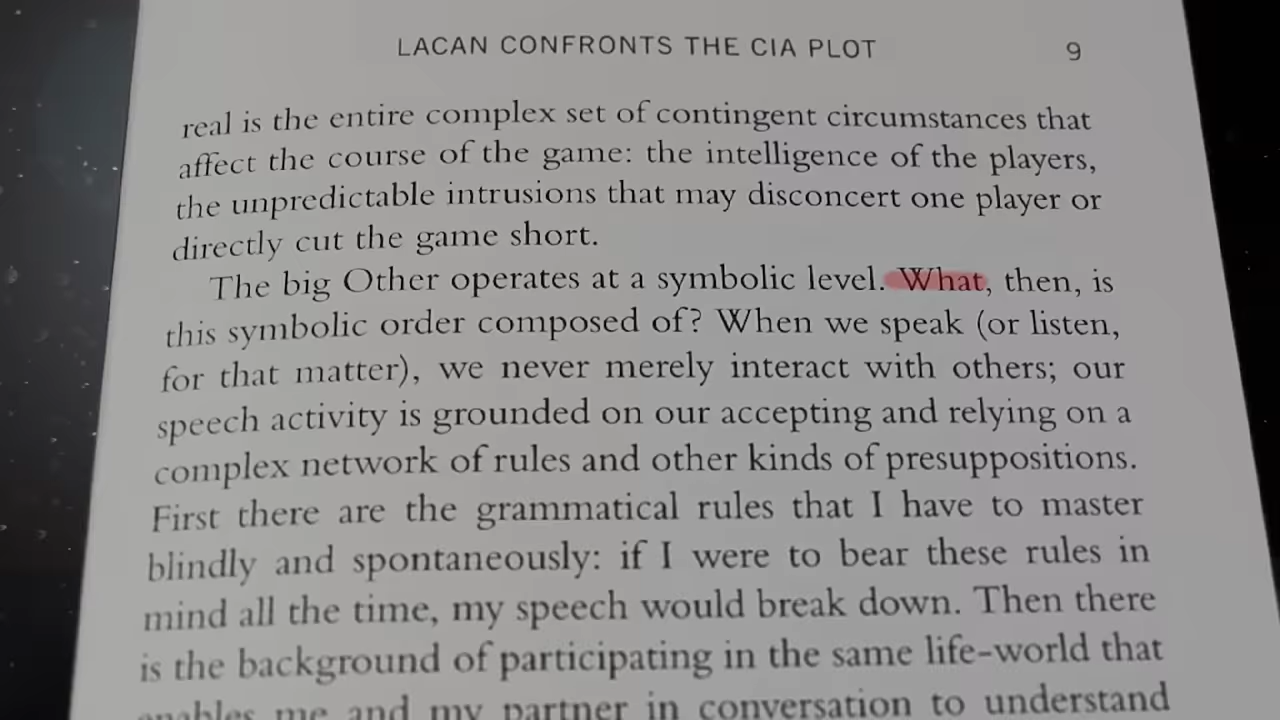 LACAN CONFRONTS THE CIA PLOT 9
real is the entire complex set of contingent circumstances that
affect the course of the game: the intelligence of the players,
the unpredictable intrusions that may disconcert one player or
directly cut the game short.
The big Other operates at a symbolic level. What, then, is
this symbolic order composed of? When we speak (or listen,
for that matter), we never merely interact with others; our
speech activity is grounded on our accepting and relying on a
complex network of rules and other kinds of presuppositions.
First there are the grammatical rules that I have to master
blindly and spontaneously: if I were to bear these rules in
mind all the time, my speech would break down. Then there
is the background of participating in the same life-world that
enables me and my partner in conversation to understand